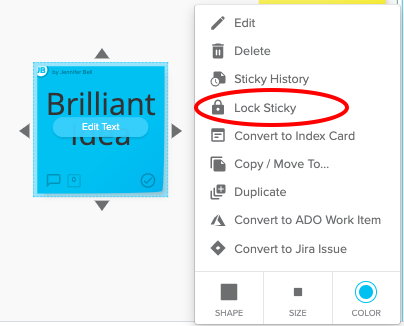 JB by: Jennifer Bell
Brilliant
Idea
Edit Text
0
Edit
Delete
Sticky History
Lock Sticky
Convert to Index Card
Copy / Move To...
Duplicate
Convert to ADO Work Item
Convert to Jira Issue
SHAPE
SIZE
COLOR